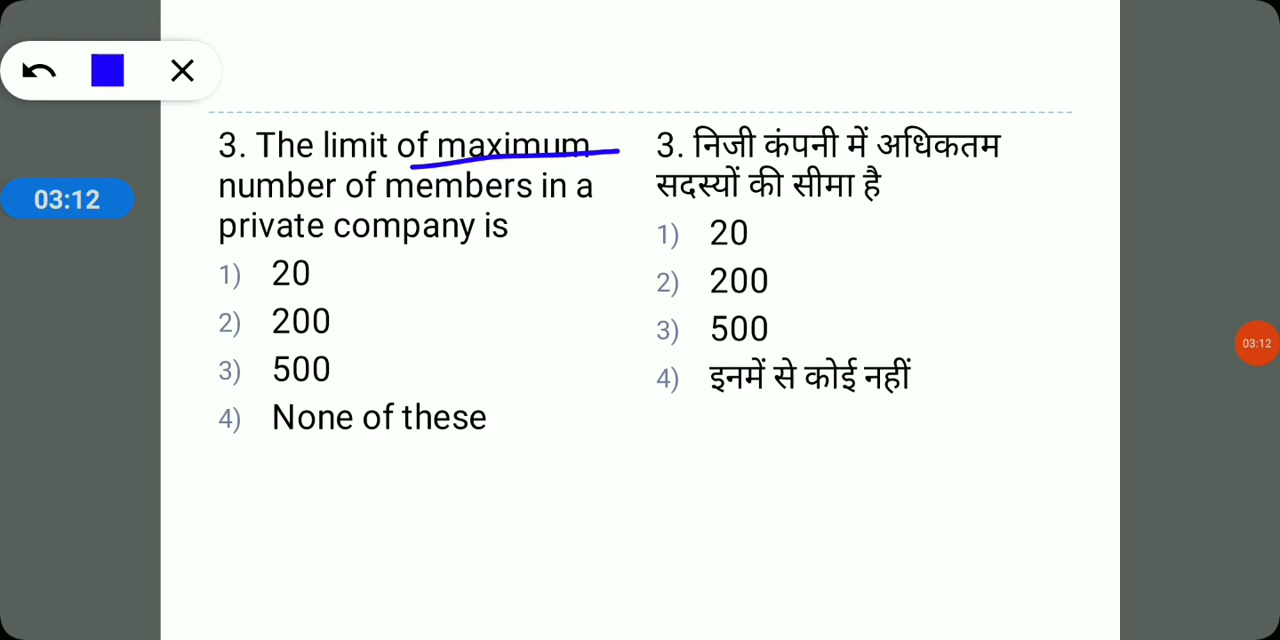 03:12
3. The limit of maximum
number of members in a
private company is
1) 20
2) 200
3) 500
4) None of these
3. निजी कंपनी में अधिकतम
सदस्यों की सीमा है
1) 20
2) 200
3) 500
4) इनमें से कोई नहीं
03:12